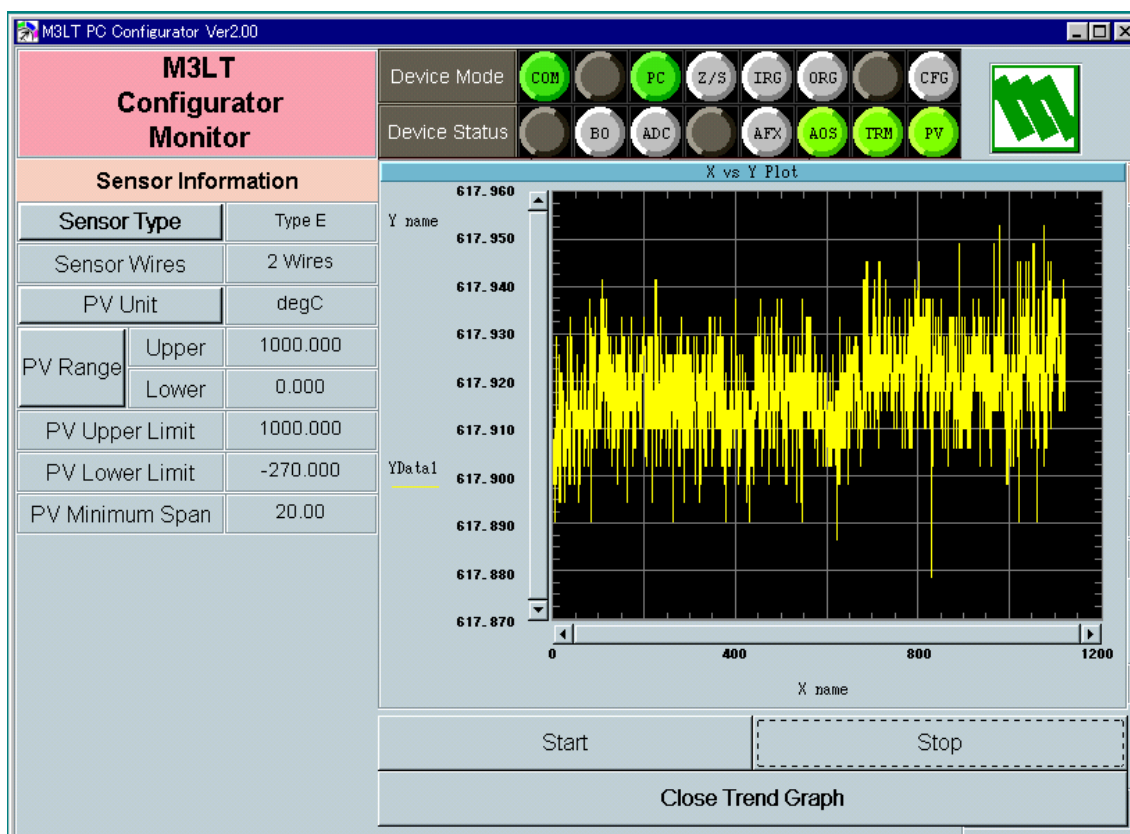 M3LT PC Configurator Ver2.00
M3LT
Configurator
Monitor
Device Mode
COM
PC
Z/S
IRG
ORG
CFG
Device Status
BO
ADC
AFX
AOS
TRM
PV
Sensor Information
Sensor Type
Type E
Sensor Wires
2 Wires
PV Unit
degC
PV Range
Upper
1000.000
Lower
0.000
PV Upper Limit
1000.000
PV Lower Limit
-270.000
PV Minimum Span
20.00
X vs Y Plot
617.960
Y name
617.950
617.940
617.930
617.920
617.910
YData1
617.900
617.890
617.880
617.870
0
400
800
1200
X name
Start
Stop
Close Trend Graph